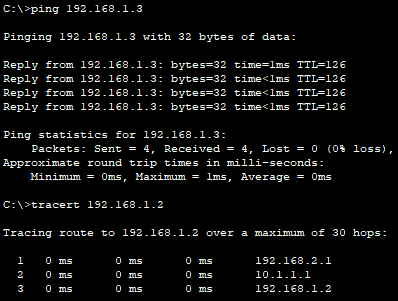 C:\>ping 192.168.1.3
Pinging 192.168.1.3 with 32 bytes of data:
Reply from 192.168.1.3: bytes=32 time=1ms TTL=126
Reply from 192.168.1.3: bytes=32 time<1ms TTL=126
Reply from 192.168.1.3: bytes=32 time<1ms TTL=126
Reply from 192.168.1.3: bytes=32 time<1ms TTL=126
Ping statistics for 192.168.1.3:
    Packets: Sent = 4, Received = 4, Lost = 0 (0% loss),
Approximate round trip times in milli-seconds:
    Minimum = 0ms, Maximum = 1ms, Average = 0ms
C:\>tracert 192.168.1.2
Tracing route to 192.168.1.2 over a maximum of 30 hops:
  1   0 ms      0 ms      0 ms      192.168.2.1
  2   0 ms      0 ms      0 ms      10.1.1.1
  3   0 ms      0 ms      0 ms      192.168.1.2